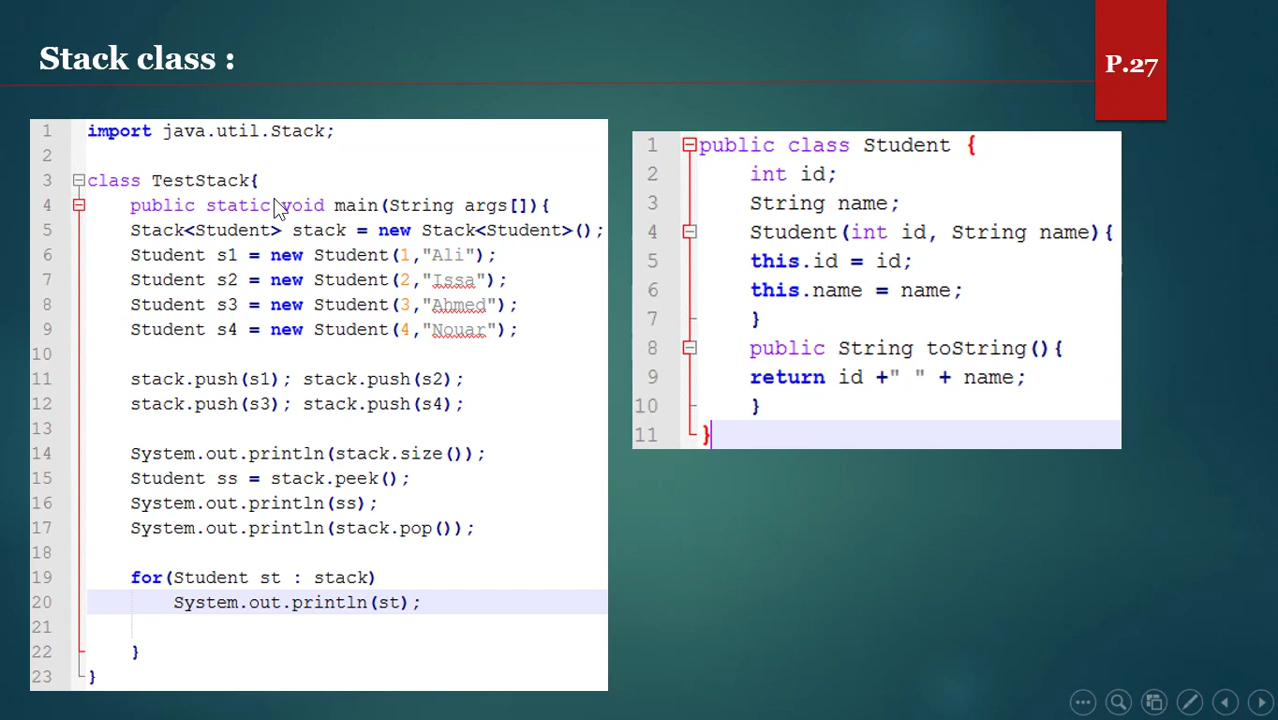 Stack class :
P.27
1 import java.util.Stack;
2
3 class TestStack{
4 public static void main(String args[]){
5 Stack<Student> stack = new Stack<Student>();
6 Student s1 = new Student(1,"Ali");
7 Student s2 = new Student(2,"Issa");
8 Student s3 = new Student(3,"Ahmed");
9 Student s4 = new Student(4,"Nouar");
10
11 stack.push(s1); stack.push(s2);
12 stack.push(s3); stack.push(s4);
13
14 System.out.println(stack.size());
15 Student ss = stack.peek();
16 System.out.println(ss);
17 System.out.println(stack.pop());
18
19 for(Student st : stack)
20 System.out.println(st);
21
22 }
23 }
1 public class Student {
2 int id;
3 String name;
4 Student(int id, String name){
5 this.id = id;
6 this.name = name;
7 }
8 public String toString(){
9 return id +" " + name;
10 }
11 }